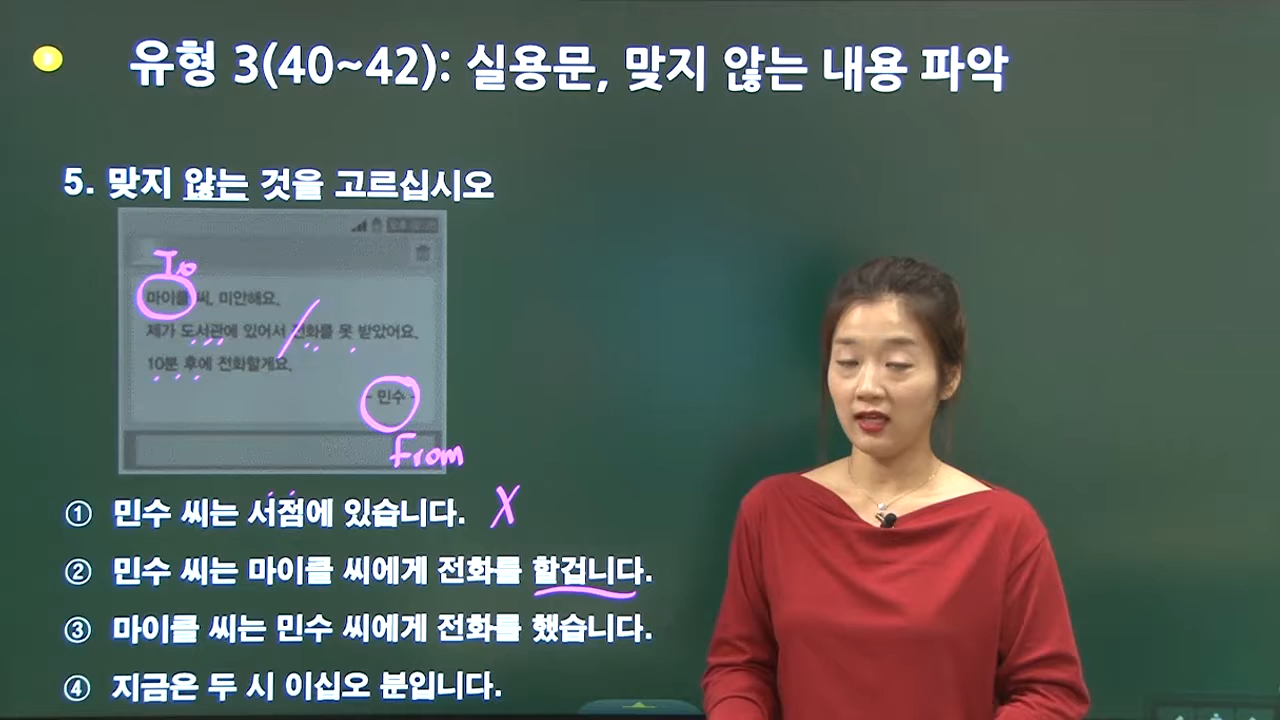 유형 3(40~42): 실용문, 맞지 않는 내용 파악
5. 맞지 않는 것을 고르십시오
To
마이클 씨, 미안해요.
제가 도서관에 있어서 전화를 못 받았어요.
10분 후에 전화할게요.
- 민수 -
from
① 민수 씨는 서점에 있습니다. X
② 민수 씨는 마이클 씨에게 전화를 할겁니다.
③ 마이클 씨는 민수 씨에게 전화를 했습니다.
④ 지금은 두 시 이십오 분입니다.